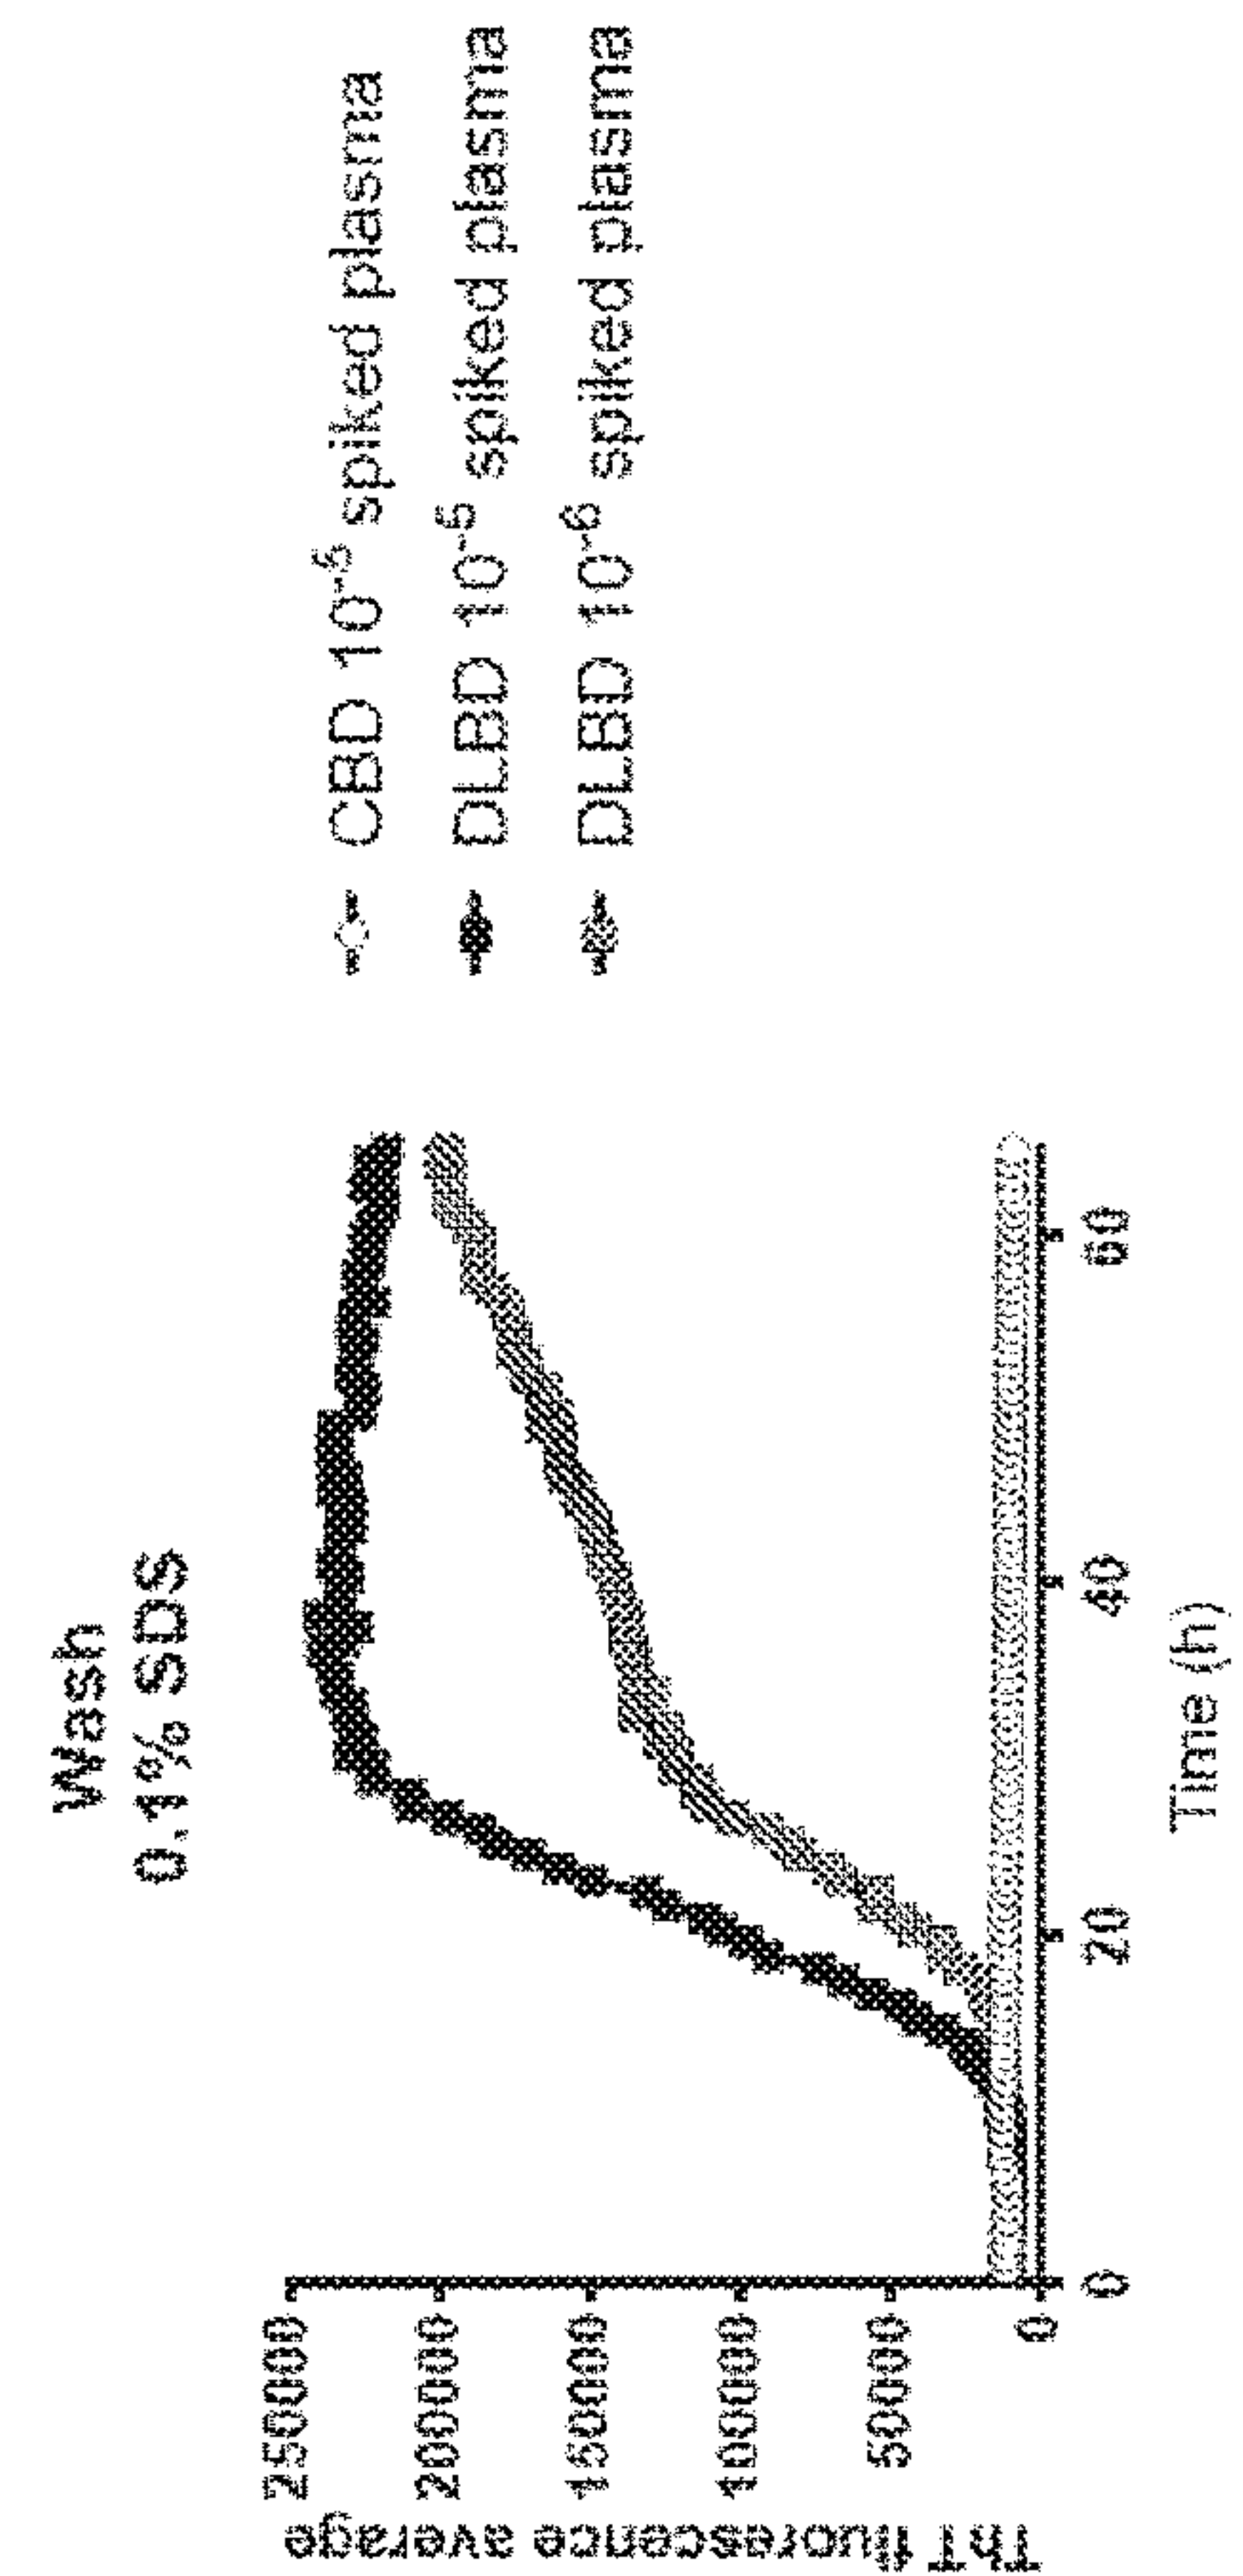 Wash
0.1% SDS
ThT fluorescence average
250000
200000
150000
100000
50000
0
0
20
40
60
Time (h)
CBD 10⁻⁵ spiked plasma
DLBD 10⁻⁵ spiked plasma
DLBD 10⁻⁶ spiked plasma